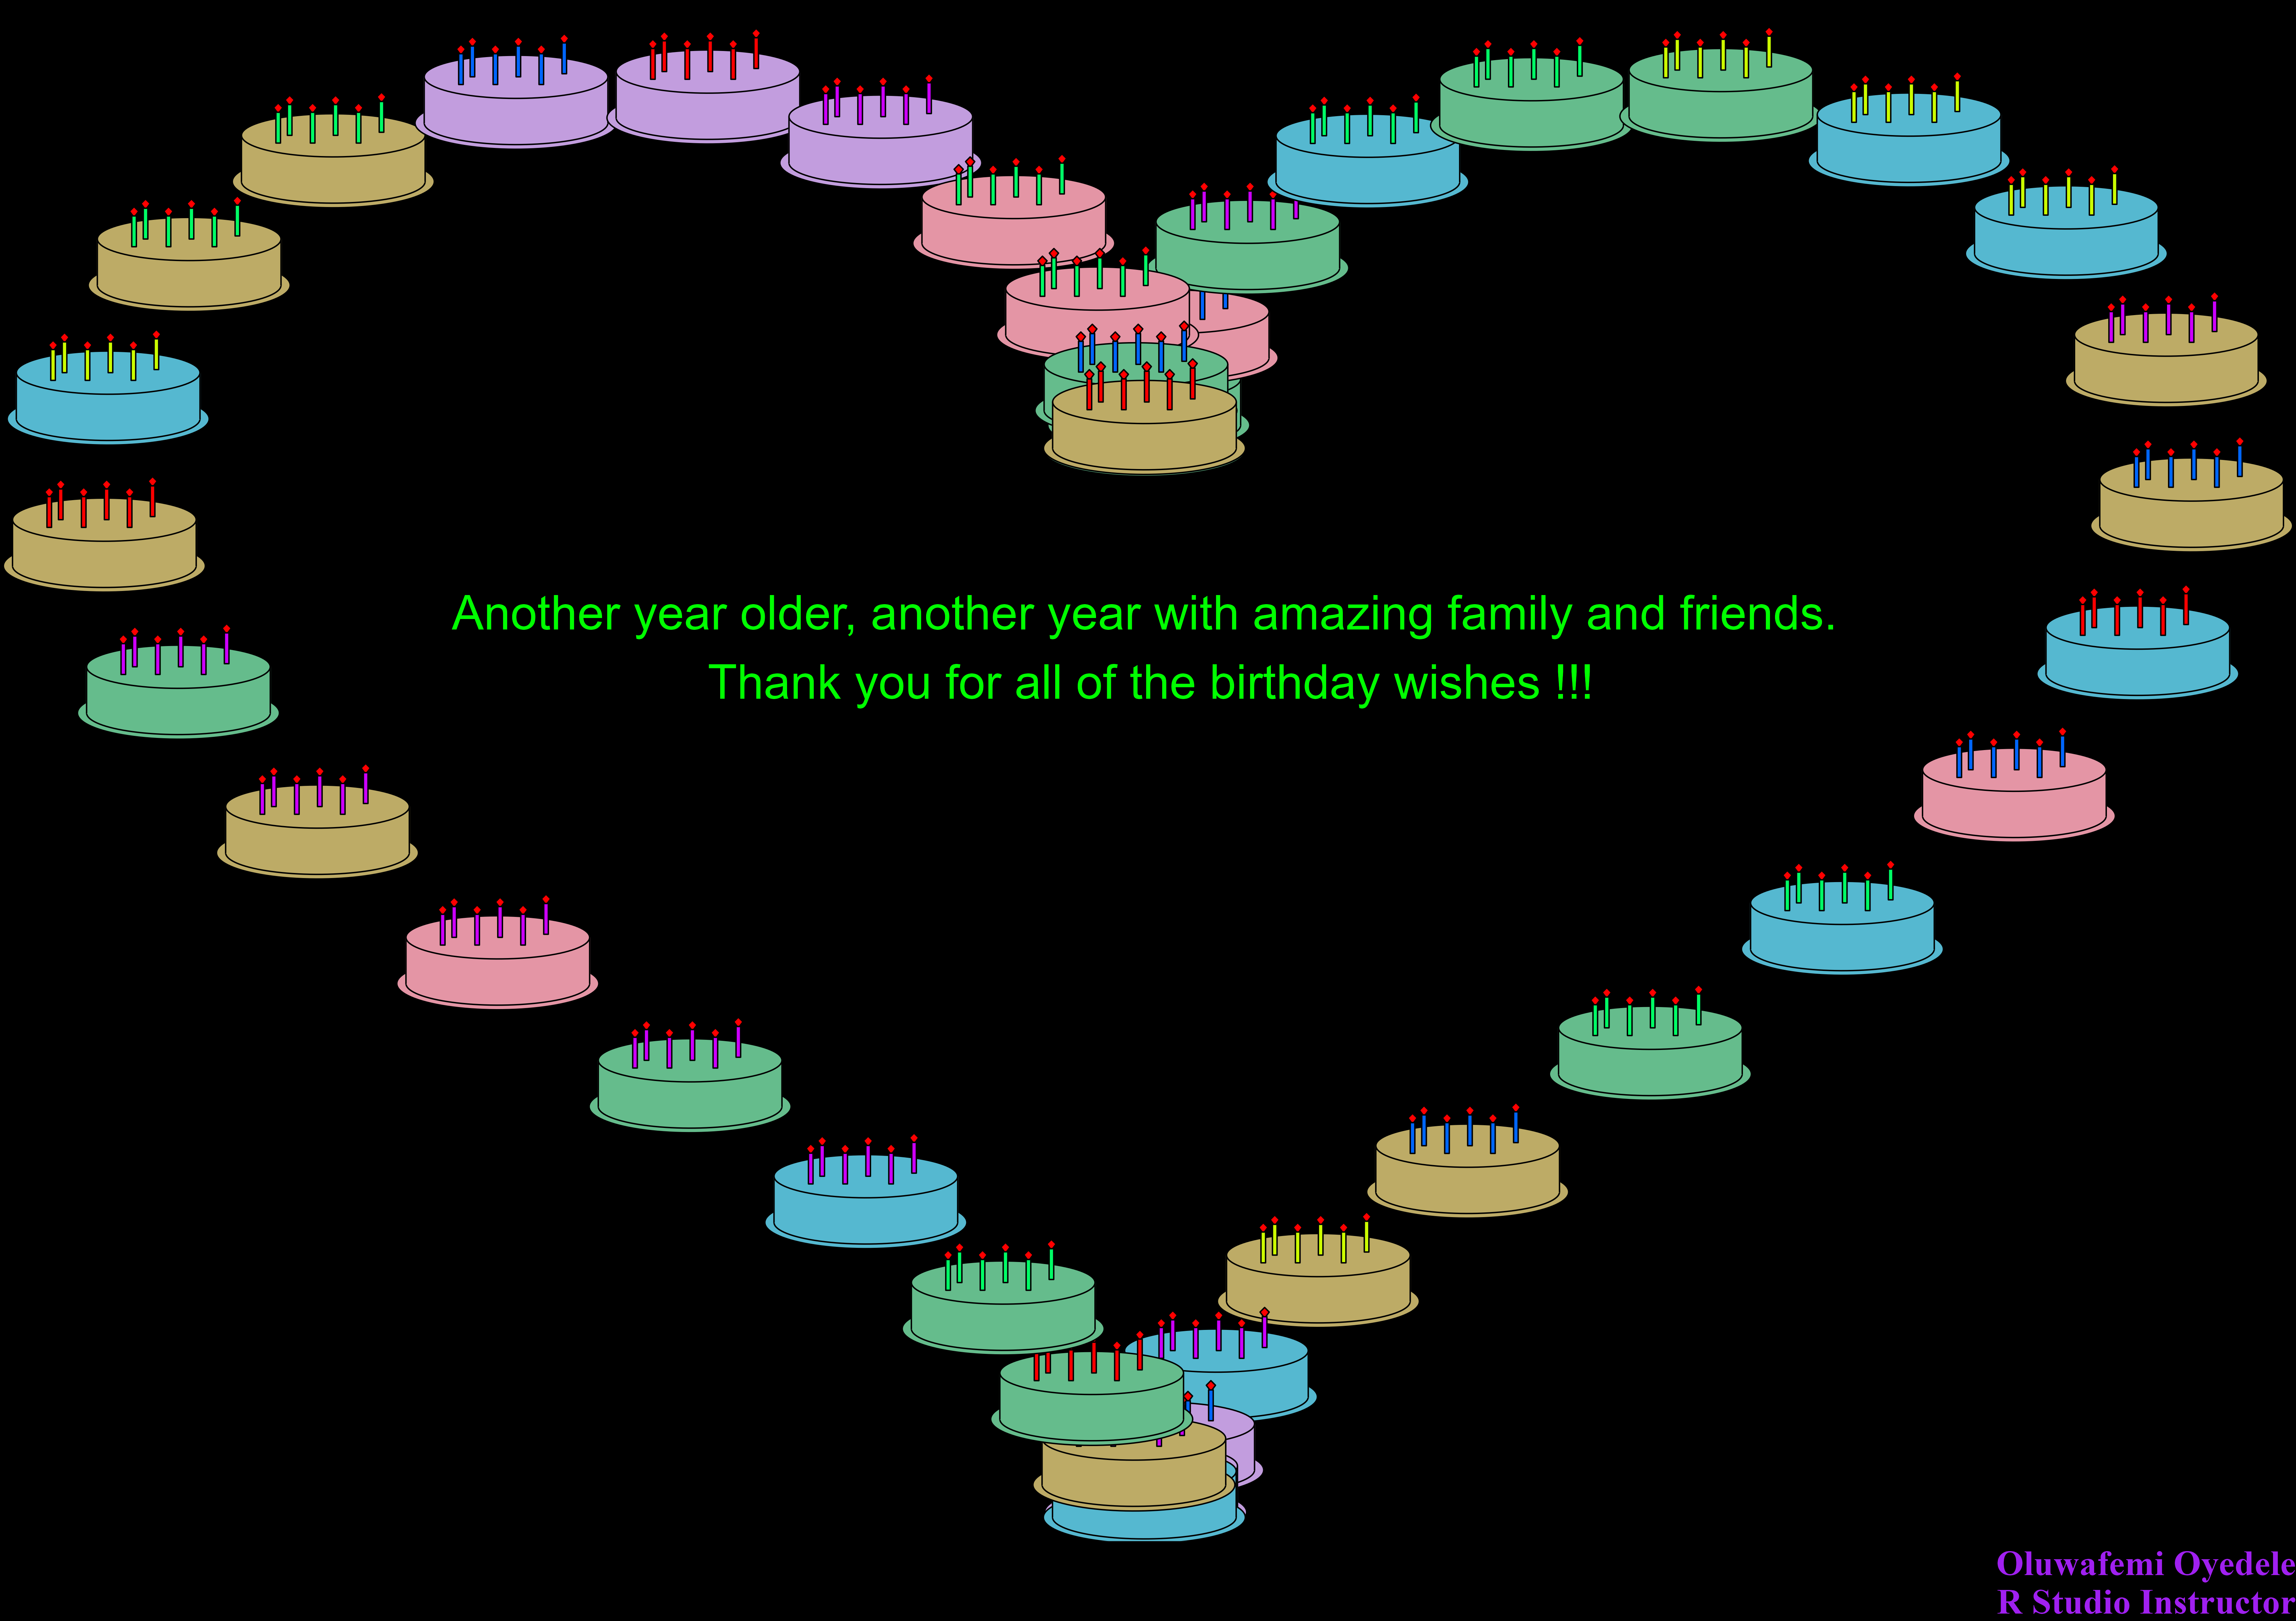 Another year older, another year with amazing family and friends.
Thank you for all of the birthday wishes !!!
Oluwafemi Oyedele
R Studio Instructor